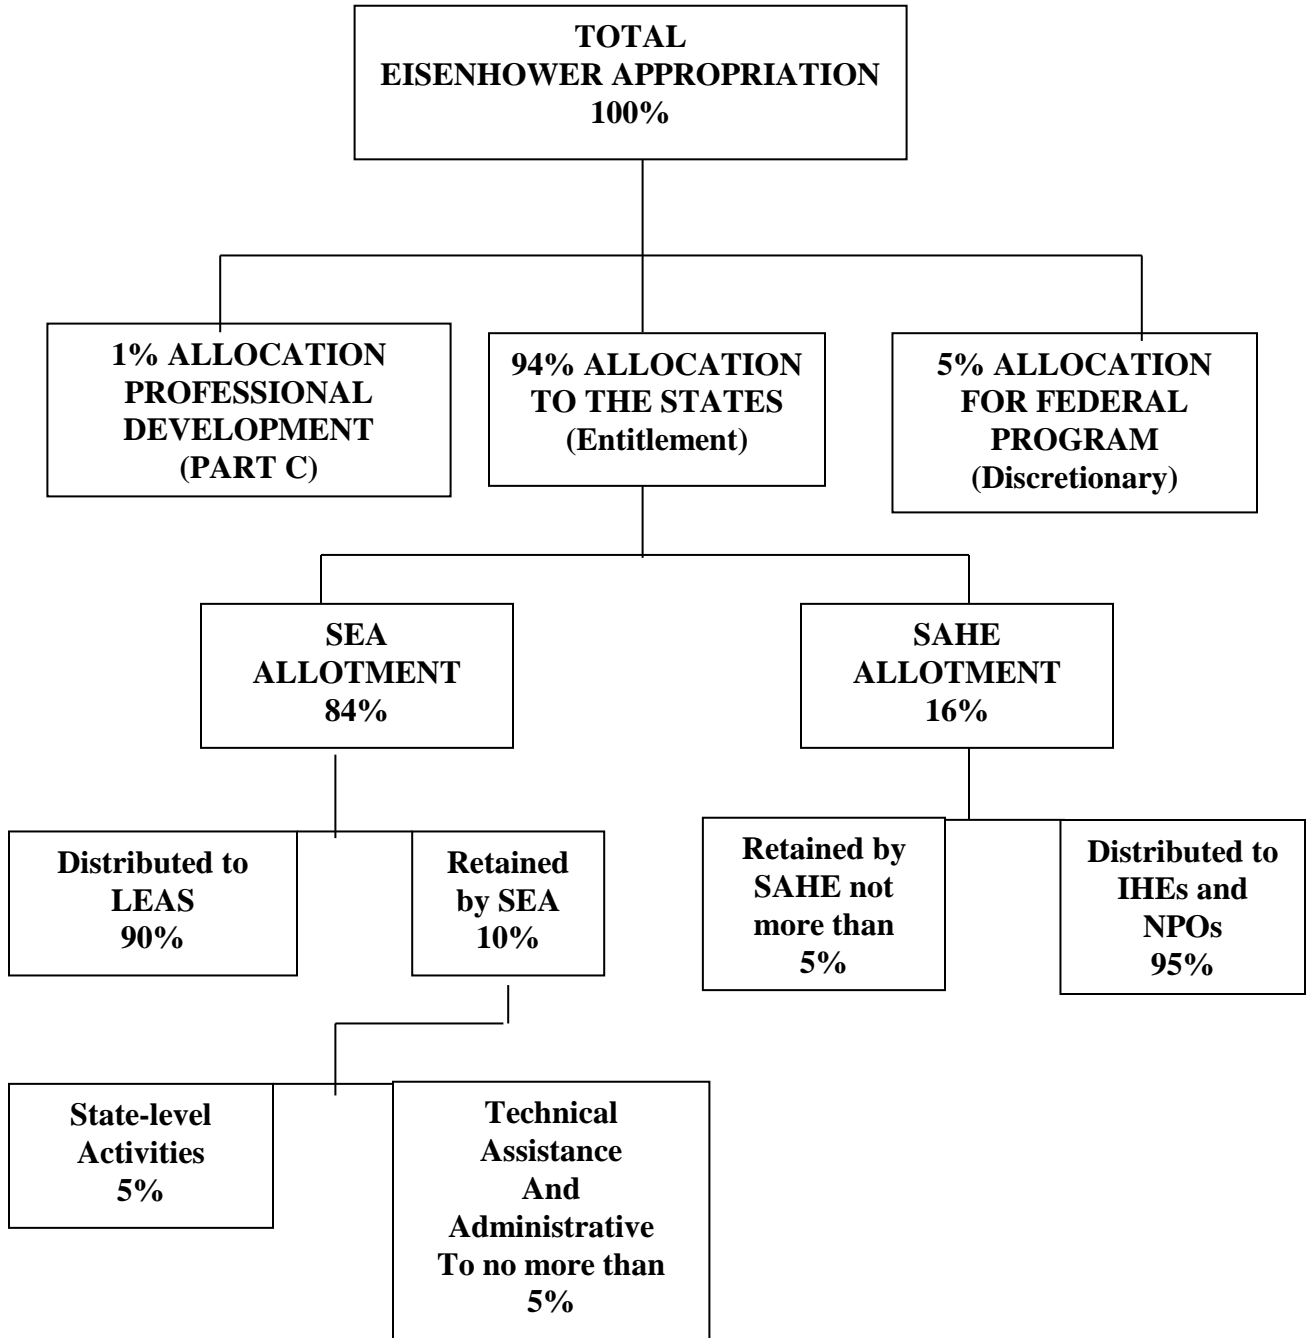 TOTAL
EISENHOWER APPROPRIATION
100%
1% ALLOCATION
PROFESSIONAL
DEVELOPMENT
(PART C)
94% ALLOCATION
TO THE STATES
(Entitlement)
5% ALLOCATION
FOR FEDERAL
PROGRAM
(Discretionary)
SEA
ALLOTMENT
84%
SAHE
ALLOTMENT
16%
Distributed to
LEAS
90%
Retained
by SEA
10%
Retained by
SAHE not
more than
5%
Distributed to
IHEs and
NPOs
95%
State-level
Activities
5%
Technical
Assistance
And
Administrative
To no more than
5%